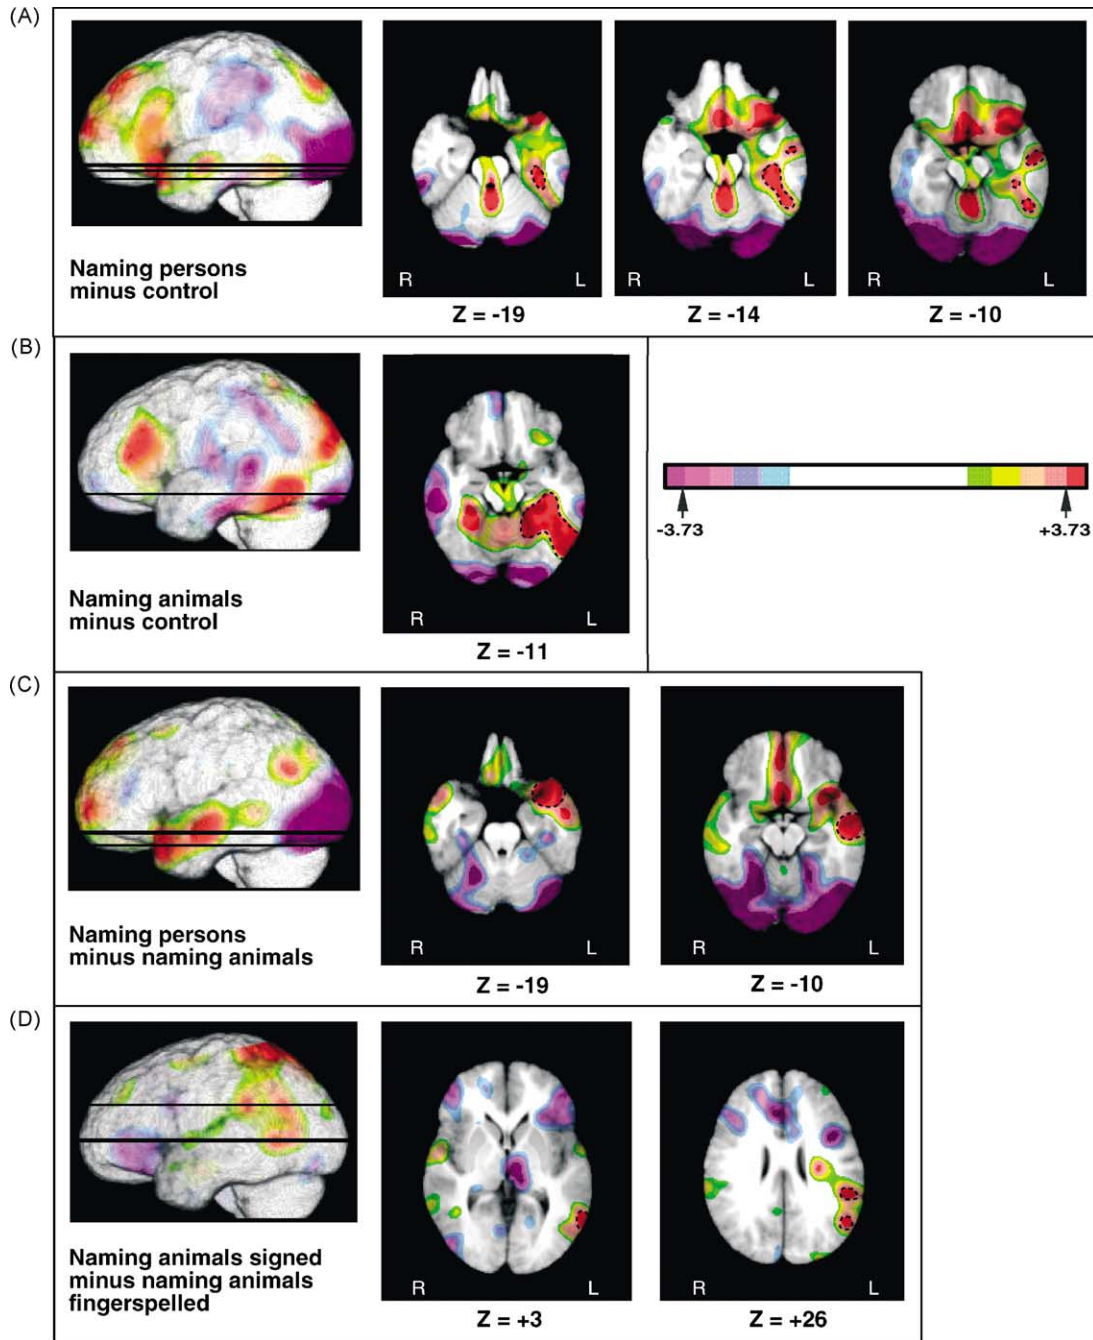 (A)
Naming persons
minus control
R L
Z = -19
R L
Z = -14
R L
Z = -10
(B)
Naming animals
minus control
R L
Z = -11
-3.73 +3.73
(C)
Naming persons
minus naming animals
R L
Z = -19
R L
Z = -10
(D)
Naming animals signed
minus naming animals
fingerspelled
R L
Z = +3
R L
Z = +26